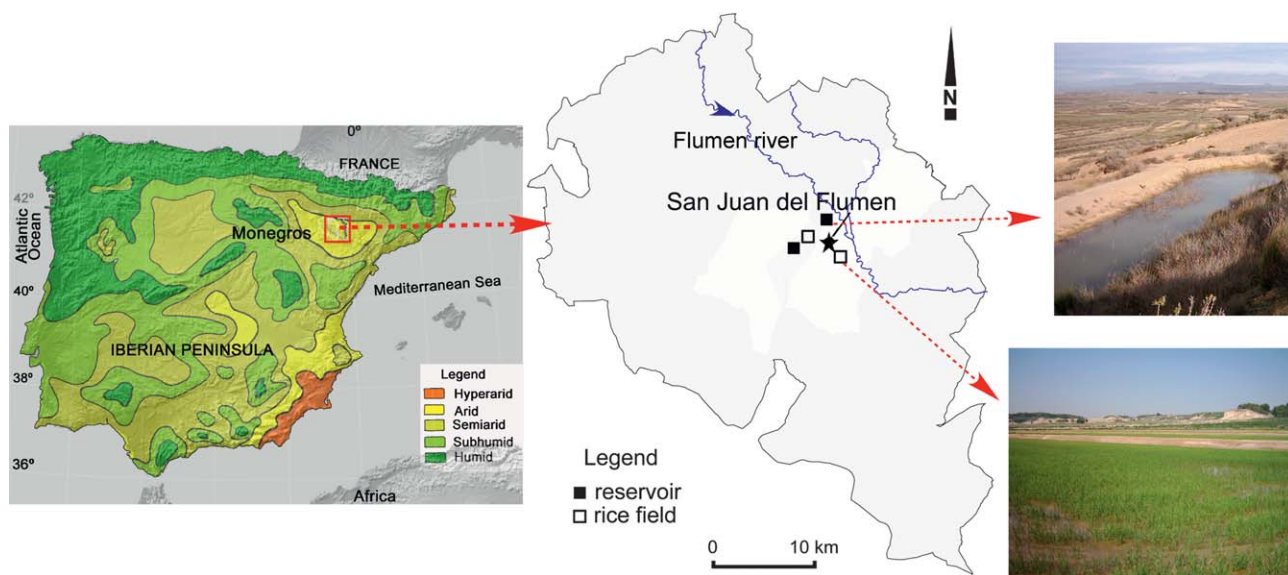 0º
FRANCE
42º
Atlantic
Ocean
Monegros
40º
Mediterranean Sea
IBERIAN PENINSULA
38º
Legend
Hyperarid
Arid
Semiarid
Subhumid
Humid
36º
Africa
Flumen river
San Juan del Flumen
N
Legend
reservoir
rice field
0 10 km